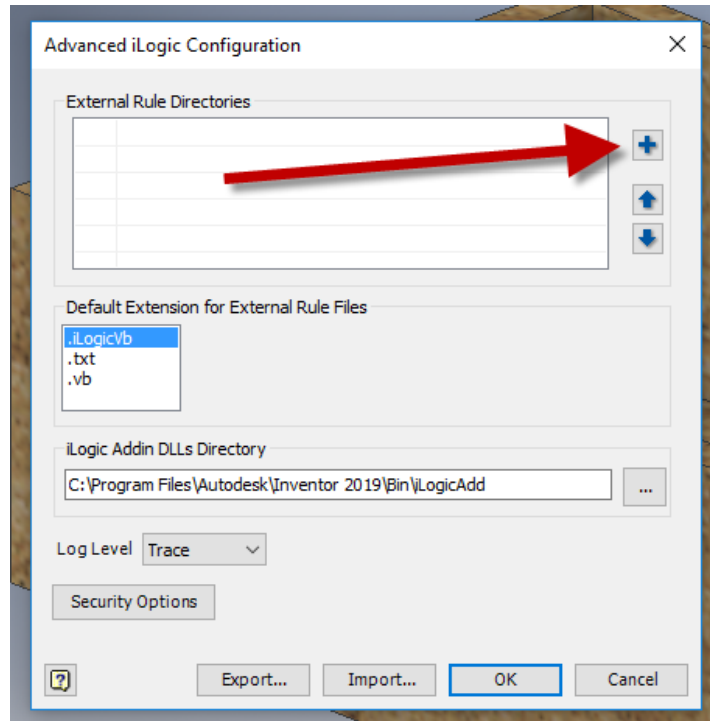 Advanced iLogic Configuration
External Rule Directories
Default Extension for External Rule Files
.iLogicVb
.txt
.vb
iLogic Addin DLLs Directory
C:\Program Files\Autodesk\Inventor 2019\Bin\iLogicAdd
...
Log Level Trace
Security Options
? Export... Import... OK Cancel